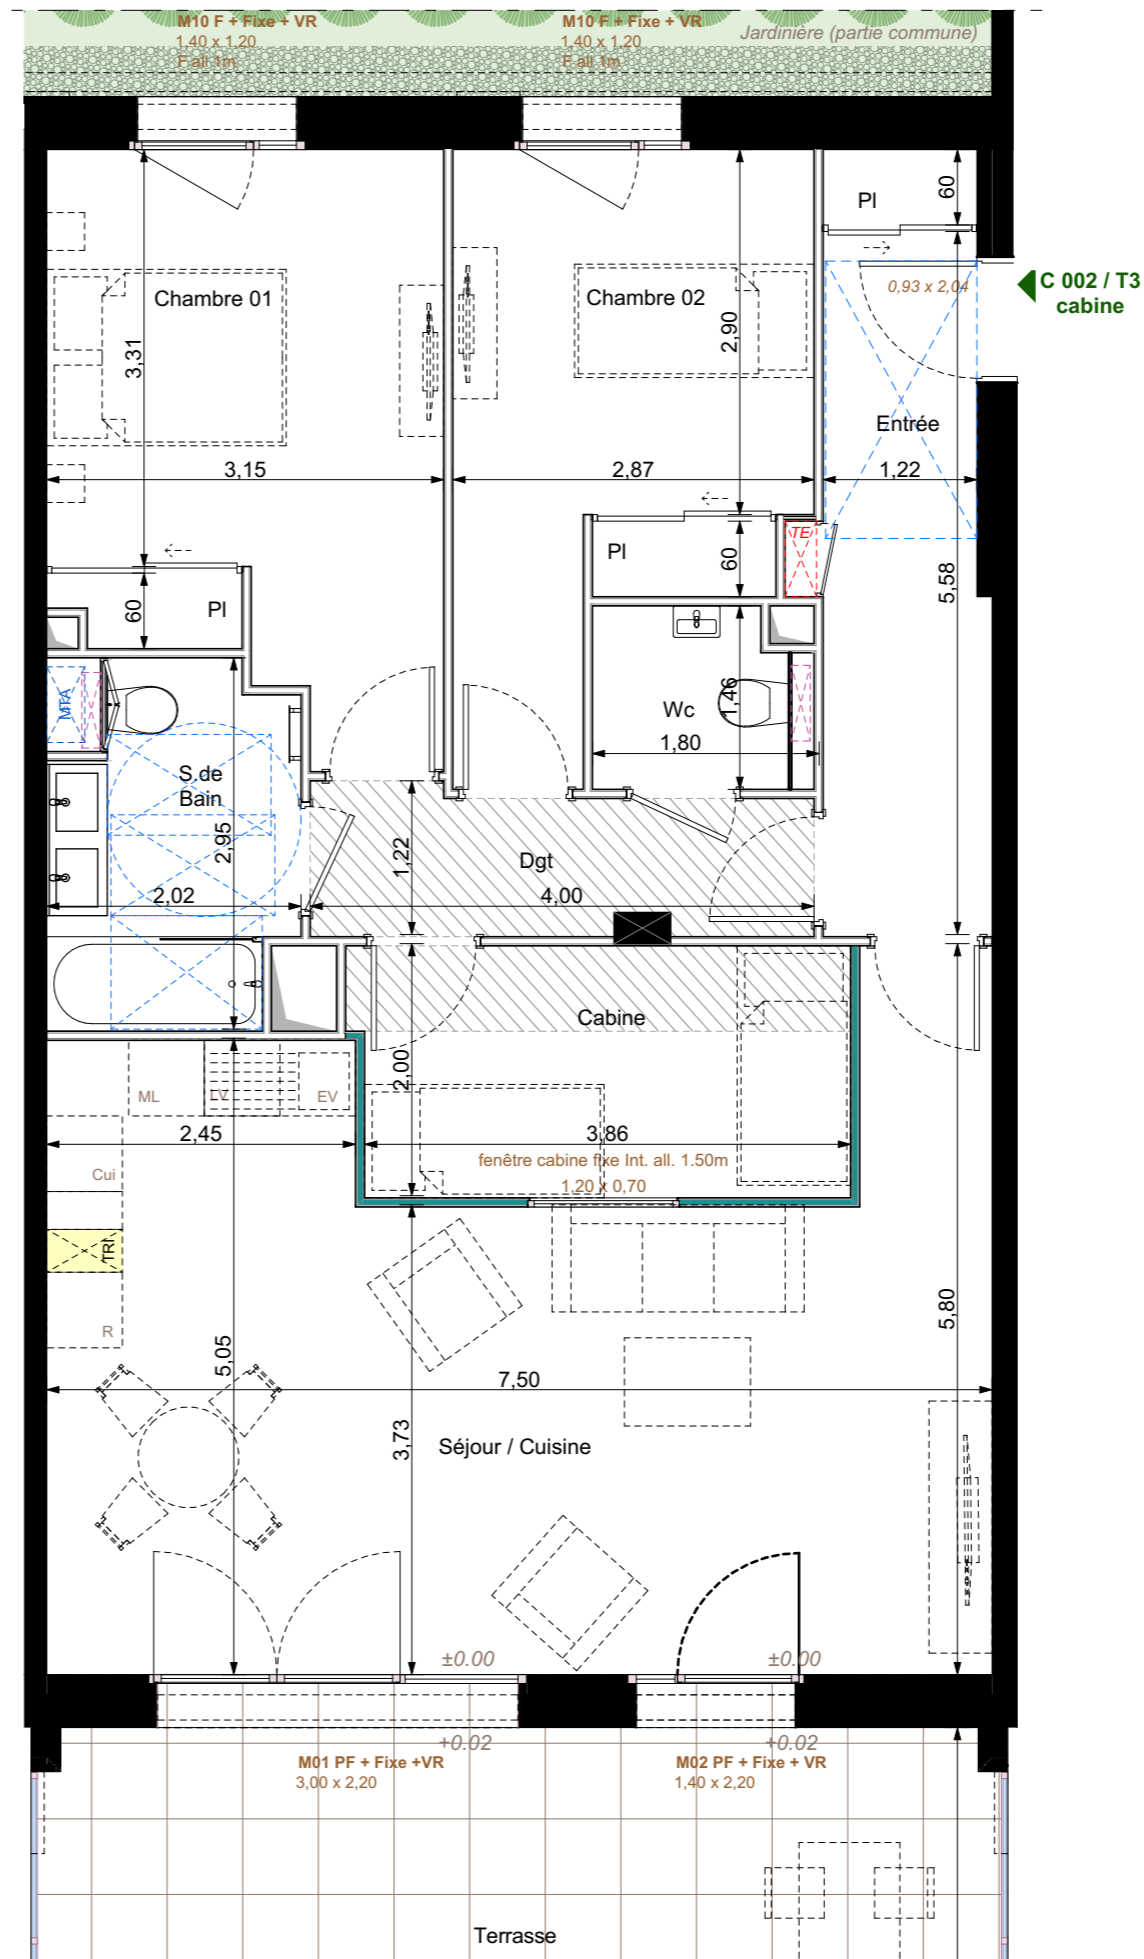 M10 F + Fixe + VR
1,40 x 1,20
F all 1m
M10 F + Fixe + VR
1,40 x 1,20
F all 1m
Jardinière (partie commune)
Pl
60
0,93 x 2,04
C 002 / T3
cabine
Chambre 01
Chambre 02
3,31
2,90
Entrée
3,15
2,87
1,22
Pl
60
TE
5,58
60
Pl
MTA
Wc
1,46
1,80
S.de
Bain
2,95
2,02
1,22
Dgt
4,00
Cabine
2,00
ML
LV
EV
2,45
3,86
fenêtre cabine fixe Int. all. 1.50m
1,20 x 0,70
Cui
TRI
R
5,05
5,80
7,50
3,73
Séjour / Cuisine
±0.00
±0.00
+0.02
+0.02
M01 PF + Fixe +VR
3,00 x 2,20
M02 PF + Fixe + VR
1,40 x 2,20
Terrasse